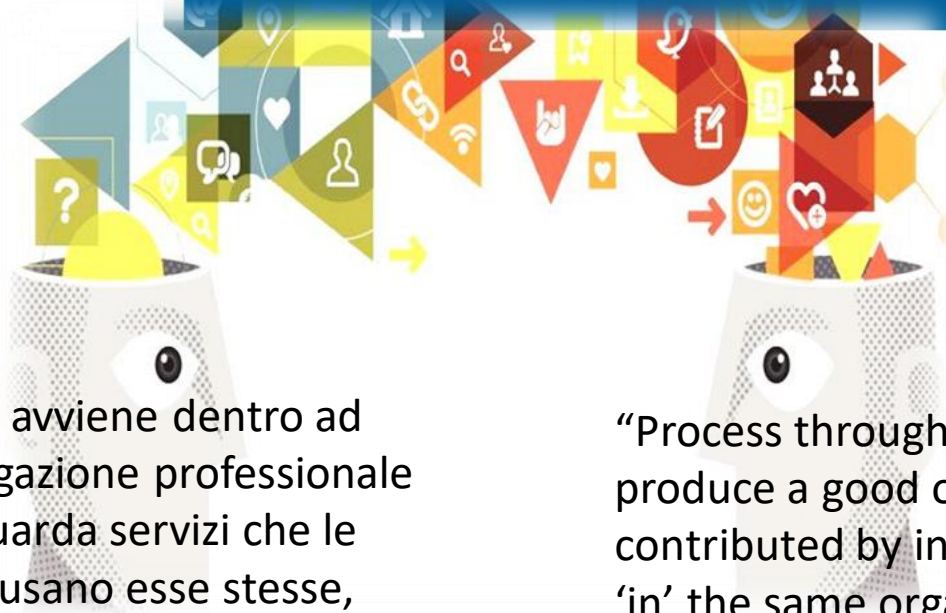 avviene dentro ad
gazione professionale
uarda servizi che le
usano esse stesse,
“Process through
produce a good o
contributed by in
‘in’ the same orga